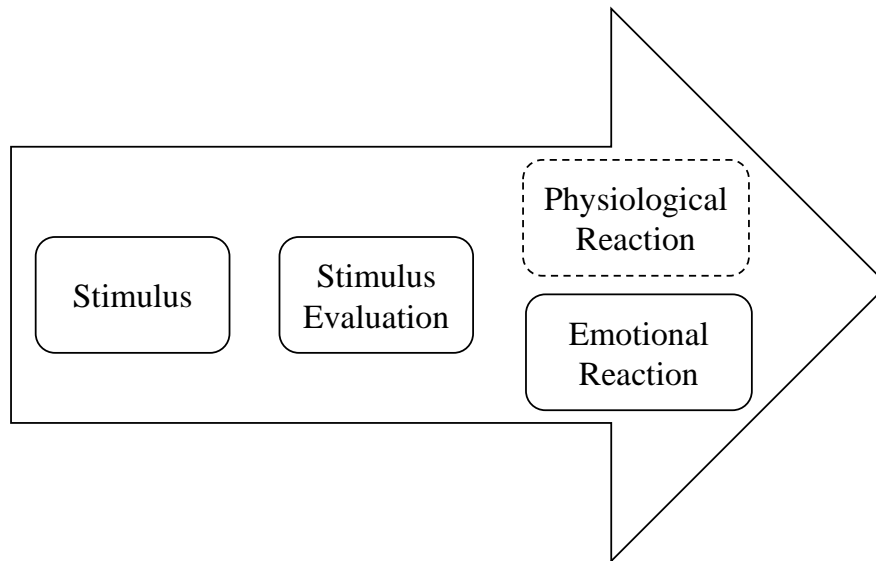 Stimulus
Stimulus
Evaluation
Physiological
Reaction
Emotional
Reaction